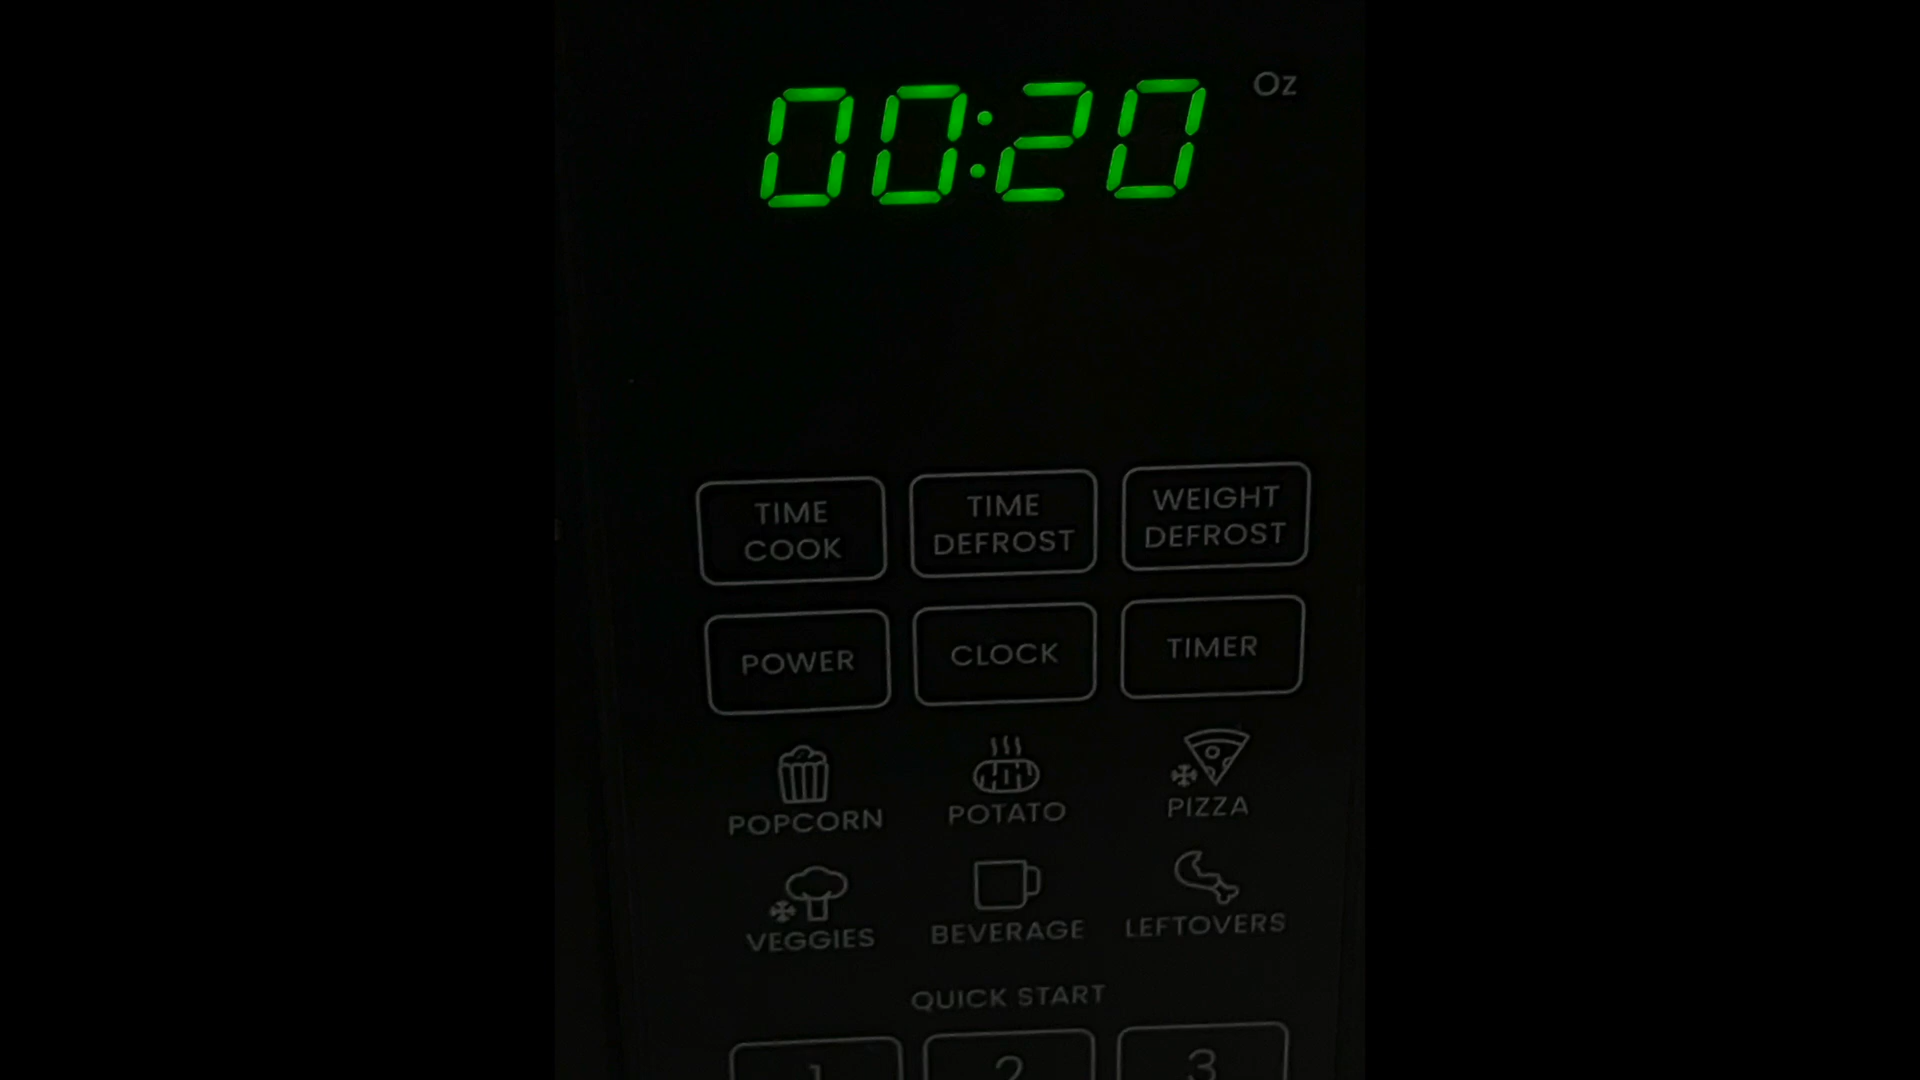 00:20 Oz
TIME COOK
TIME DEFROST
WEIGHT DEFROST
POWER
CLOCK
TIMER
POPCORN
POTATO
PIZZA
VEGGIES
BEVERAGE
LEFTOVERS
QUICK START
1
2
3